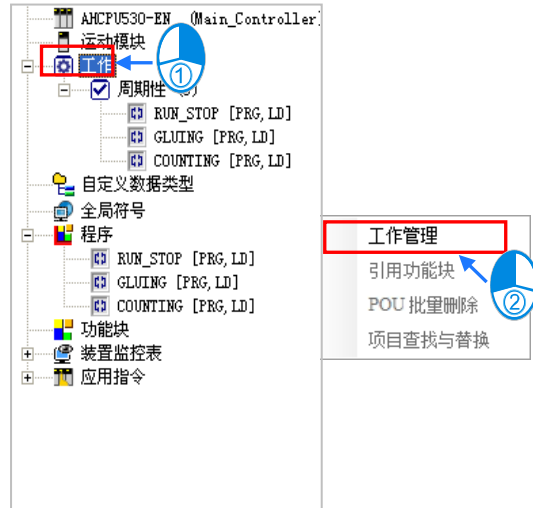 AHCPU530-EN (Main_Controller
运动模块
工作
①
周期性
RUN_STOP [PRG, LD]
GLUING [PRG, LD]
COUNTING [PRG, LD]
自定义数据类型
全局符号
程序
RUN_STOP [PRG, LD]
GLUING [PRG, LD]
COUNTING [PRG, LD]
功能块
装置监控表
应用指令
工作管理
引用功能块
②
POU 批量删除
项目查找与替换